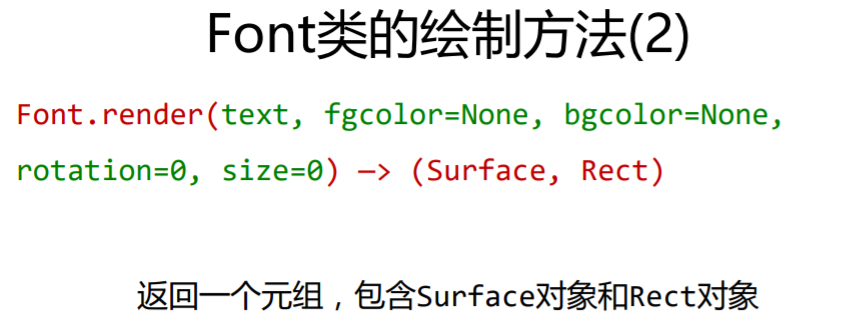 Font类的绘制方法(2)
Font.render(text, fgcolor=None, bgcolor=None,
rotation=0, size=0) —> (Surface, Rect)
返回一个元组，包含Surface对象和Rect对象